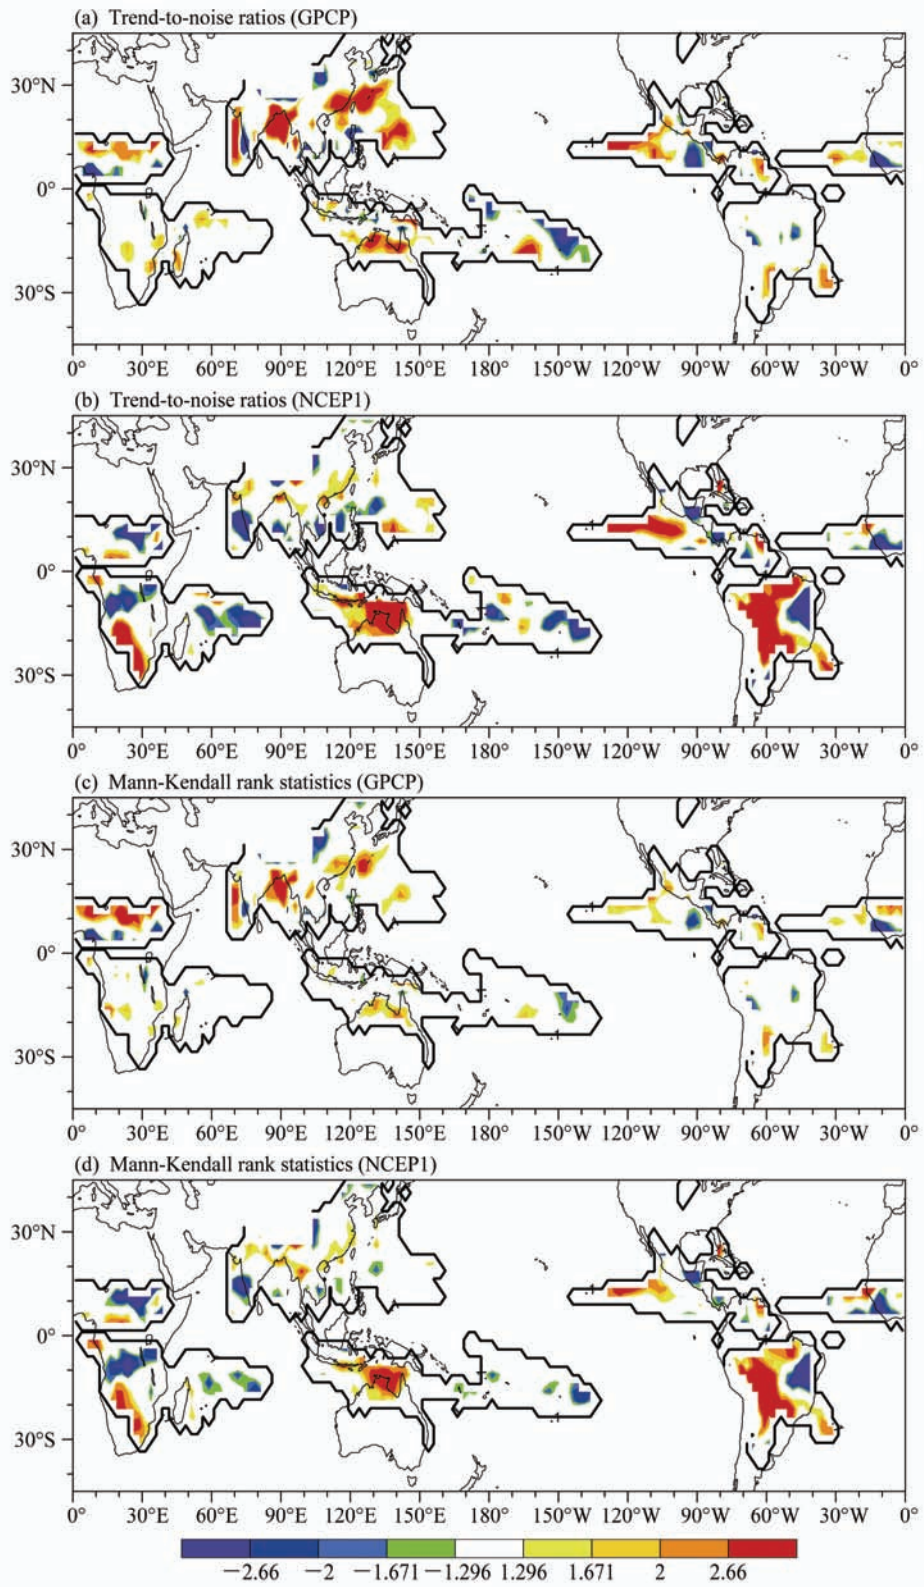 (a) Trend-to-noise ratios (GPCP)
30°N
0°
30°S
0° 30°E 60°E 90°E 120°E 150°E 180° 150°W 120°W 90°W 60°W 30°W 0°
(b) Trend-to-noise ratios (NCEP1)
30°N
0°
30°S
0° 30°E 60°E 90°E 120°E 150°E 180° 150°W 120°W 90°W 60°W 30°W 0°
(c) Mann-Kendall rank statistics (GPCP)
30°N
0°
30°S
0° 30°E 60°E 90°E 120°E 150°E 180° 150°W 120°W 90°W 60°W 30°W 0°
(d) Mann-Kendall rank statistics (NCEP1)
30°N
0°
30°S
0° 30°E 60°E 90°E 120°E 150°E 180° 150°W 120°W 90°W 60°W 30°W 0°
−2.66 −2 −1.671 −1.296 1.296 1.671 2 2.66